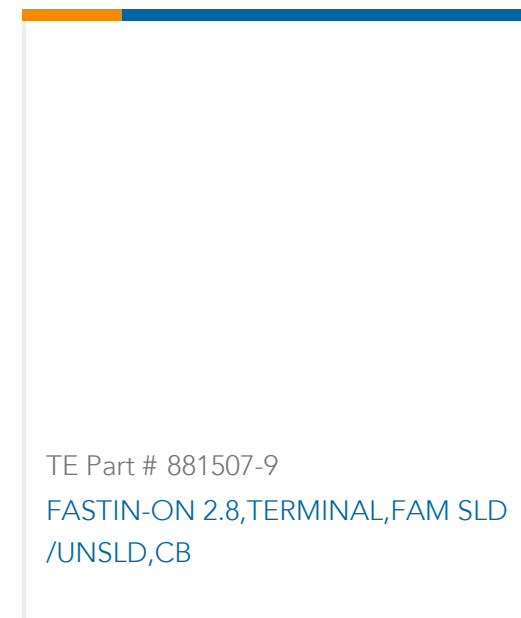 TE Part # 881507-9
FASTIN-ON 2.8,TERMINAL,FAM SLD
/UNSLD,CB